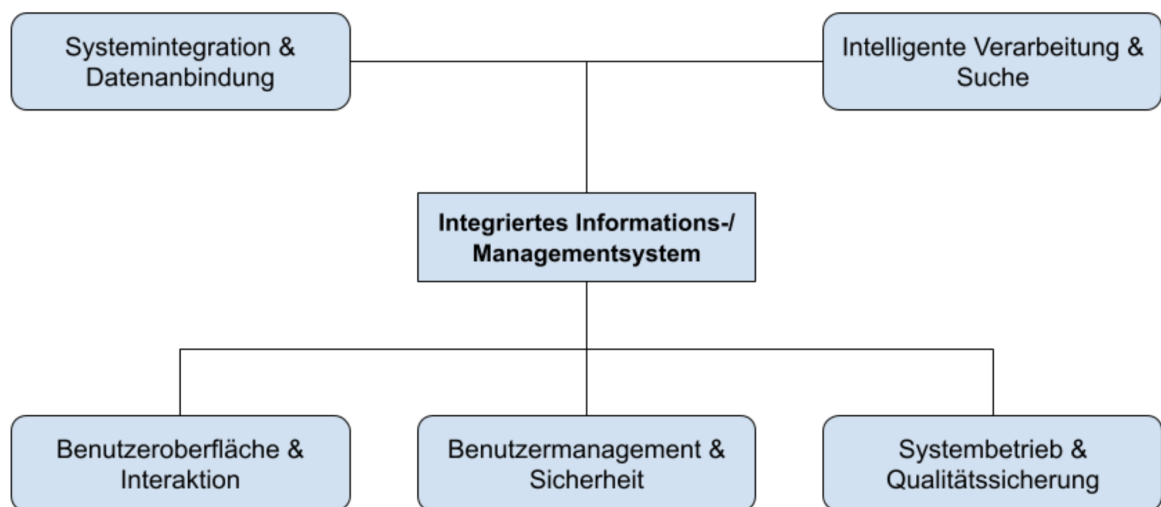 Systemintegration &
Datenanbindung
Intelligente Verarbeitung &
Suche
Integriertes Informations-/
Managementsystem
Benutzeroberfläche &
Interaktion
Benutzermanagement &
Sicherheit
Systembetrieb &
Qualitätssicherung